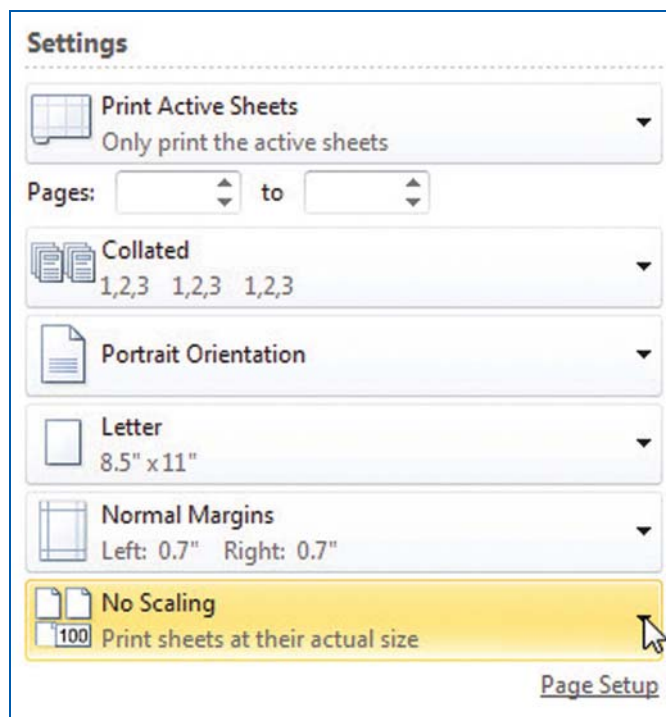 Settings
Print Active Sheets
Only print the active sheets
Pages: to
Collated
1,2,3 1,2,3 1,2,3
Portrait Orientation
Letter
8.5" x 11"
Normal Margins
Left: 0.7" Right: 0.7"
No Scaling
100 Print sheets at their actual size
Page Setup